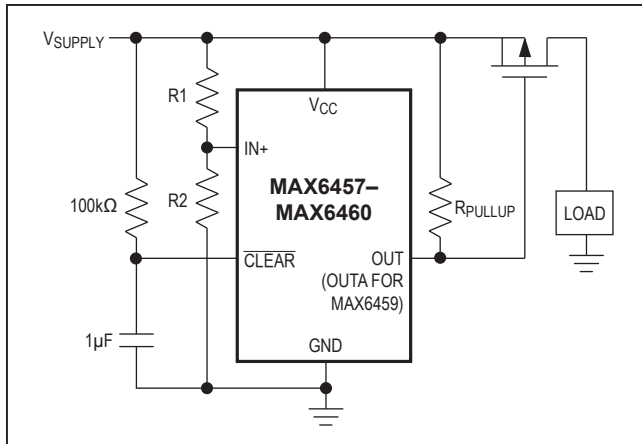 VSUPPLY
R1
VCC
IN+
MAX6457–
MAX6460
R2
RPULLUP
100kΩ
LOAD
CLEAR
OUT
(OUTA FOR
MAX6459)
1µF
GND